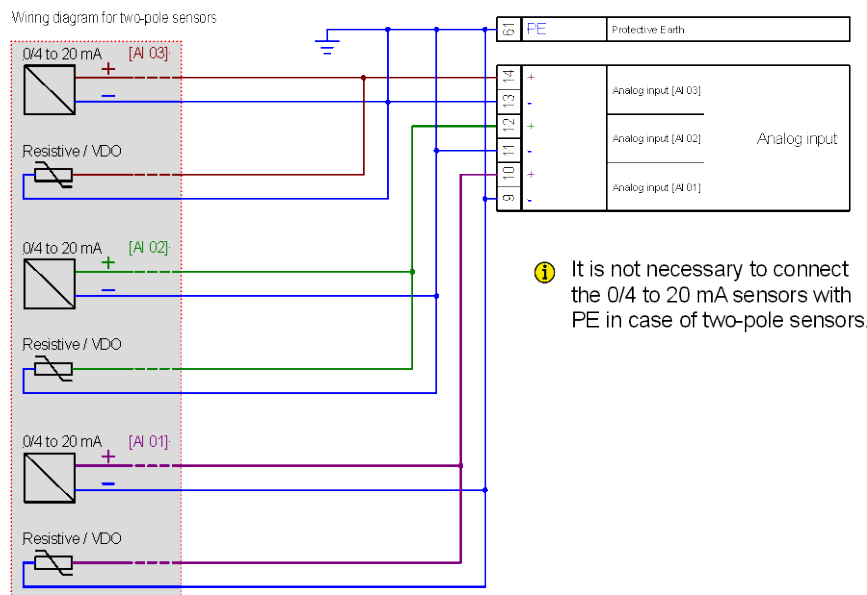 Wiring diagram for two-pole sensors
0/4 to 20 mA [AI 03]
+
−
Resistive / VDO
0/4 to 20 mA [AI 02]
+
−
Resistive / VDO
0/4 to 20 mA [AI 01]
+
−
Resistive / VDO
61 PE Protective Earth
14 +
Analog input [AI 03]
13 -
12 +
Analog input [AI 02]
11 -
10 +
Analog input [AI 01]
9 -
Analog input
i
It is not necessary to connect
the 0/4 to 20 mA sensors with
PE in case of two-pole sensors.